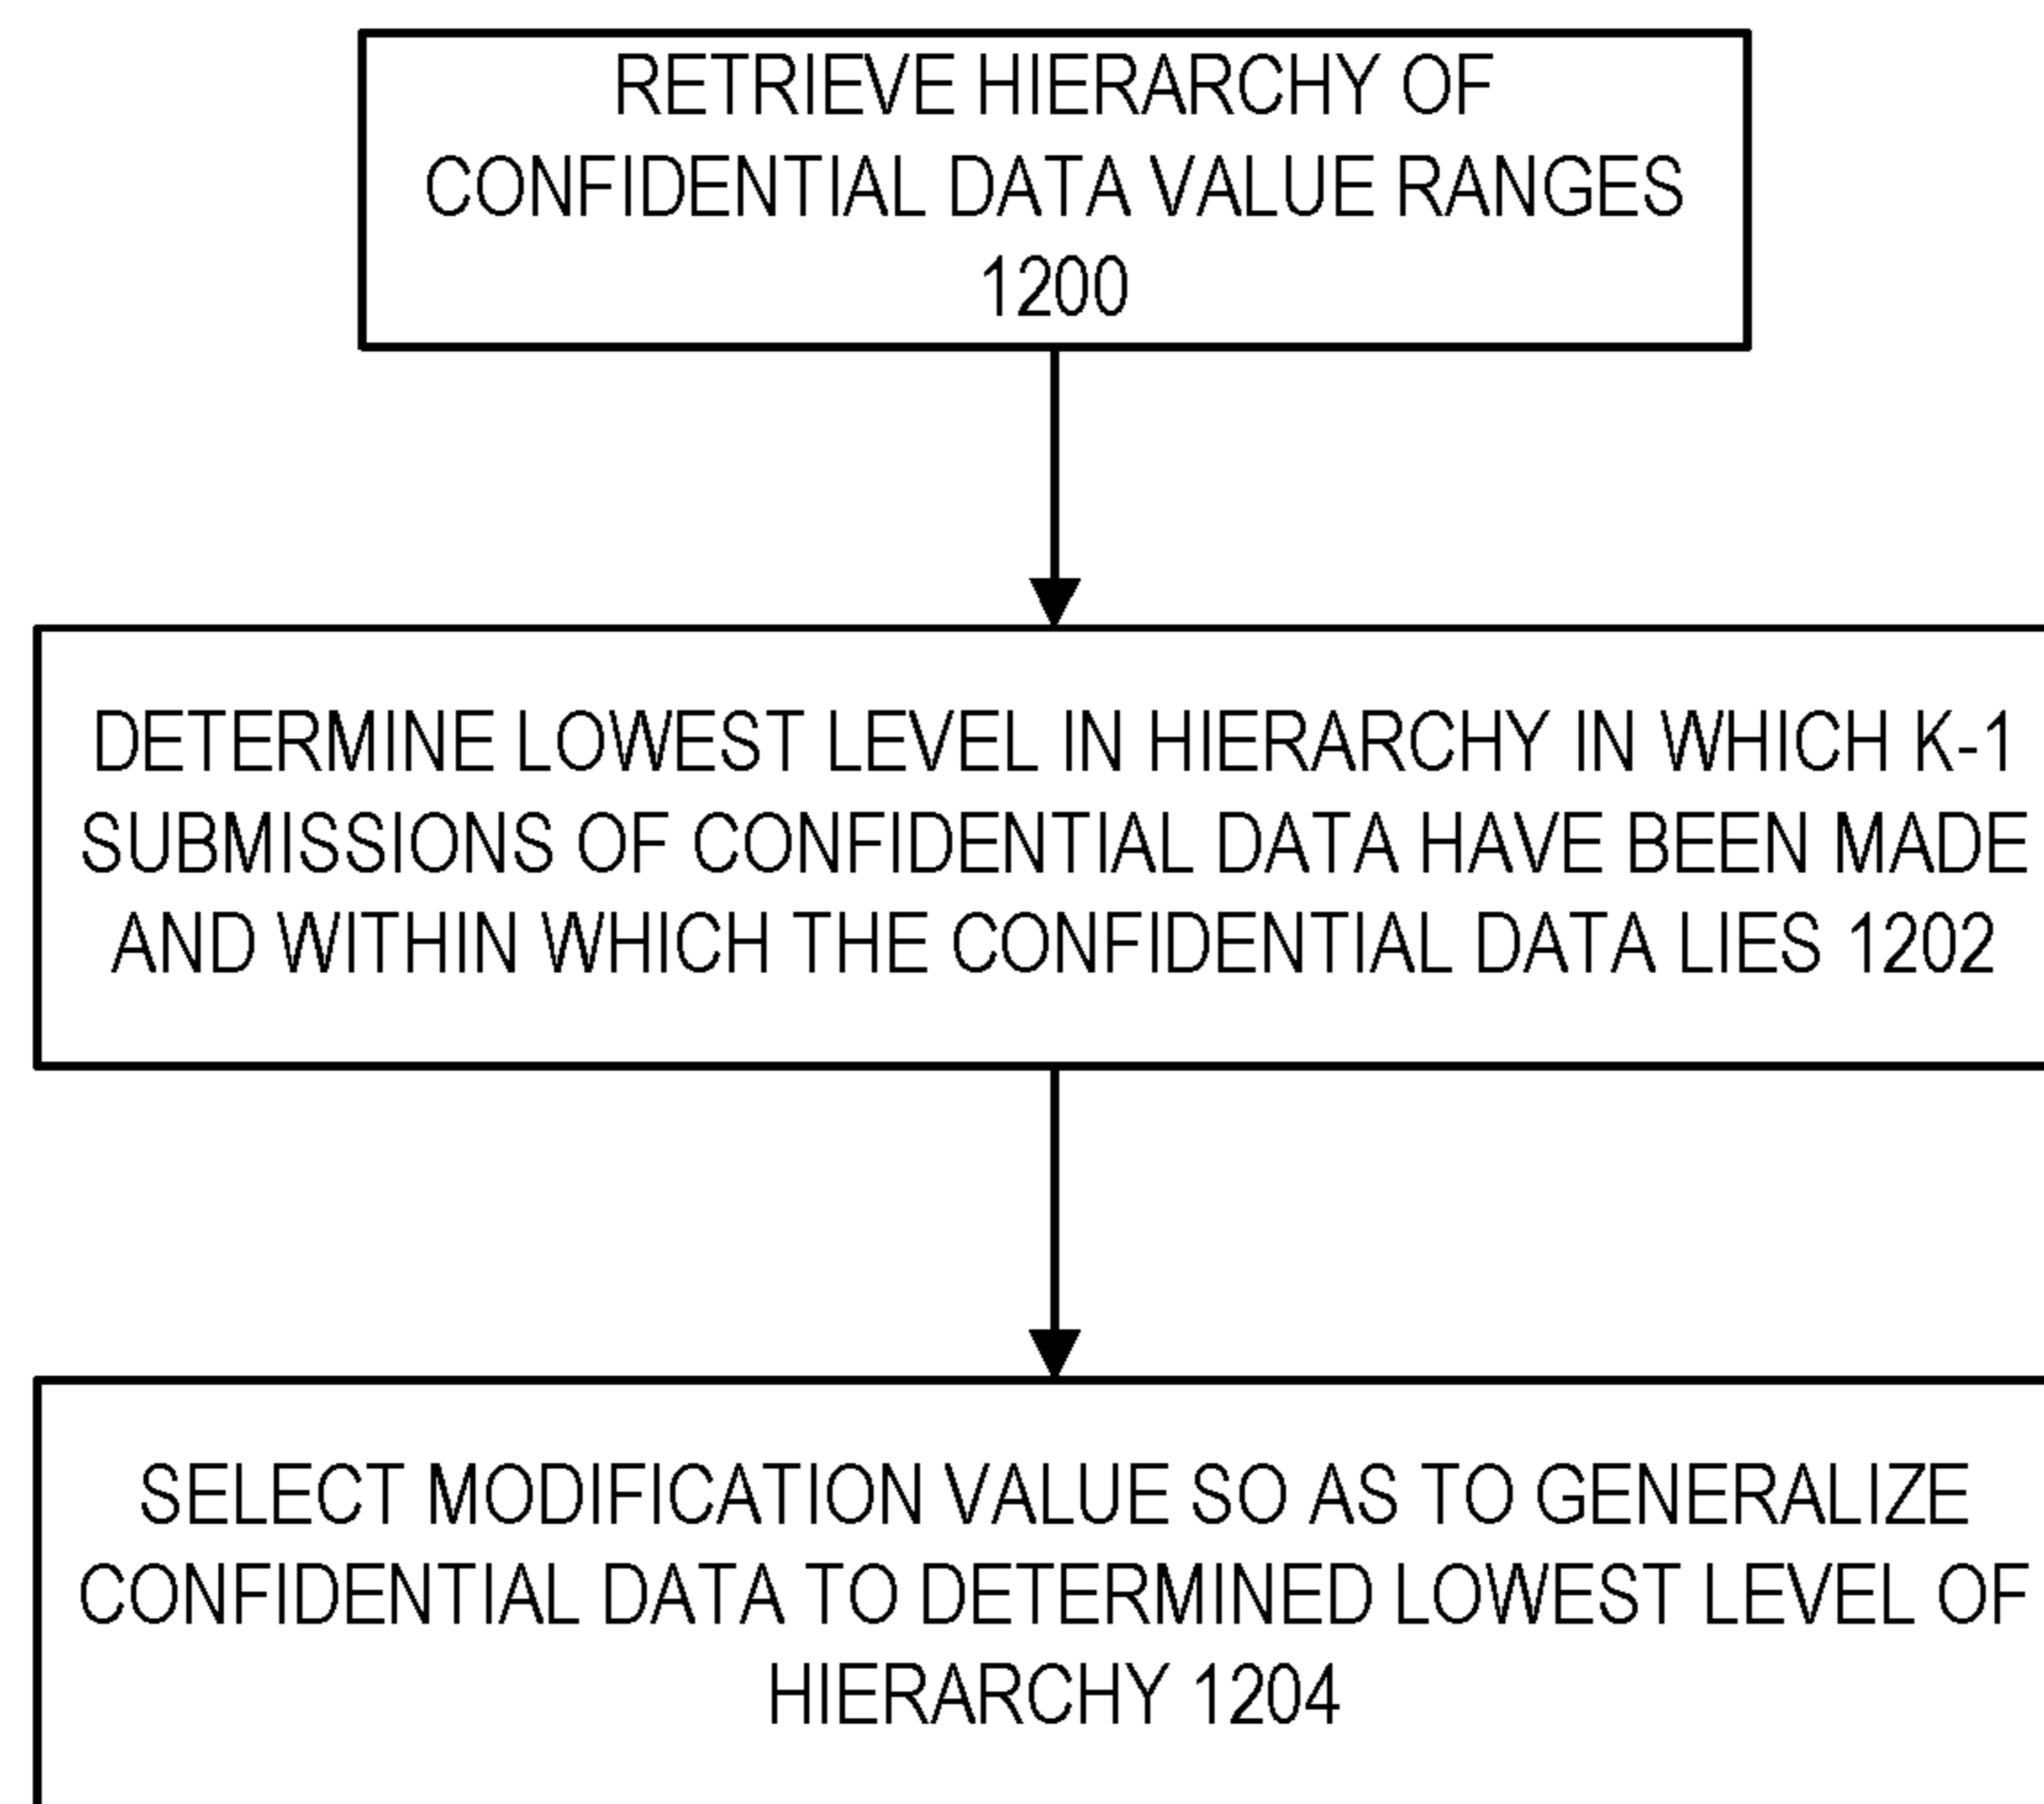 RETRIEVE HIERARCHY OF
CONFIDENTIAL DATA VALUE RANGES
1200
DETERMINE LOWEST LEVEL IN HIERARCHY IN WHICH K-1
SUBMISSIONS OF CONFIDENTIAL DATA HAVE BEEN MADE
AND WITHIN WHICH THE CONFIDENTIAL DATA LIES 1202
SELECT MODIFICATION VALUE SO AS TO GENERALIZE
CONFIDENTIAL DATA TO DETERMINED LOWEST LEVEL OF
HIERARCHY 1204